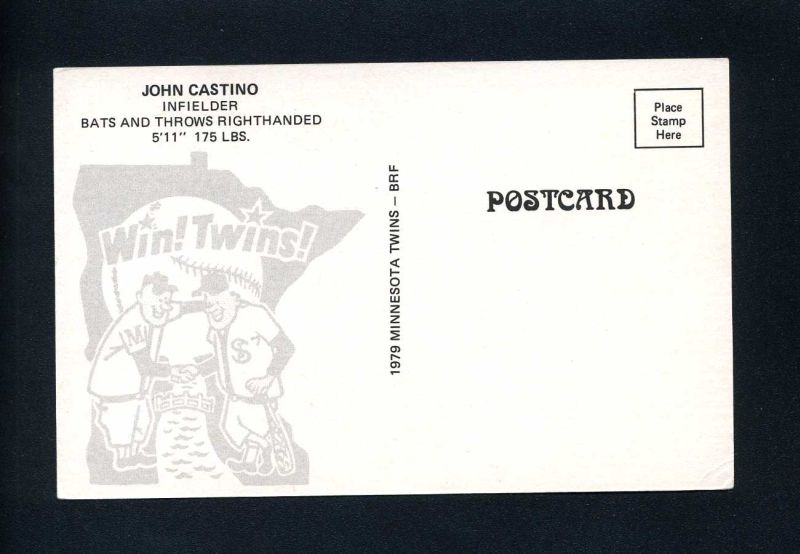 JOHN CASTINO
INFIELDER
BATS AND THROWS RIGHTHANDED
5'11" 175 LBS.
Win! Twins!
M
S
1979 MINNESOTA TWINS – BRF
Place
Stamp
Here
POSTCARD